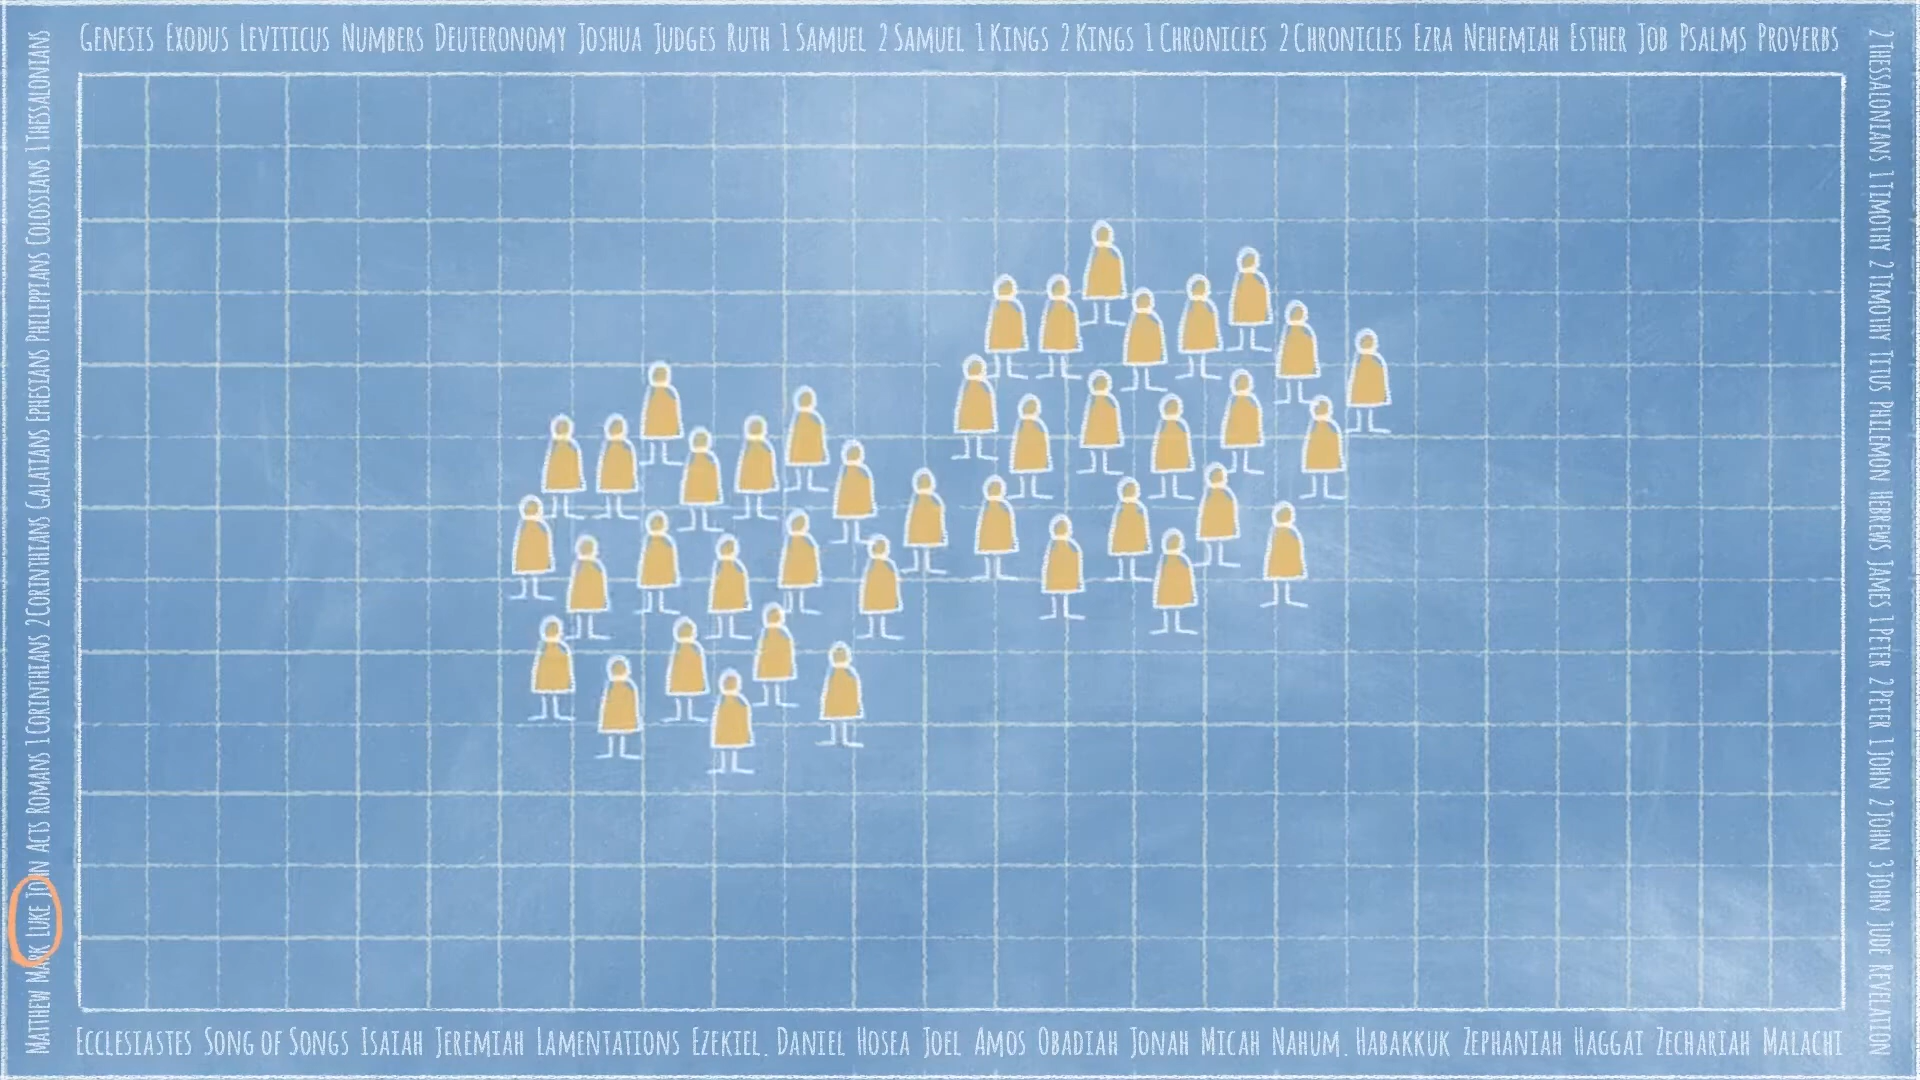 Genesis Exodus Leviticus Numbers Deuteronomy Joshua Judges Ruth 1 Samuel 2 Samuel 1 Kings 2 Kings 1 Chronicles 2 Chronicles Ezra Nehemiah Esther Job Psalms Proverbs
Ecclesiastes Song of Songs Isaiah Jeremiah Lamentations Ezekiel. Daniel Hosea Joel Amos Obadiah Jonah Micah Nahum. Habakkuk Zephaniah Haggai Zechariah Malachi
Matthew Mark Luke John Acts Romans 1 Corinthians 2 Corinthians Galatians Ephesians Philippians Colossians 1 Thessalonians
2 Thessalonians 1 Timothy 2 Timothy Titus Philemon Hebrews James 1 Peter 2 Peter 1 John 2 John 3 John Jude Revelation